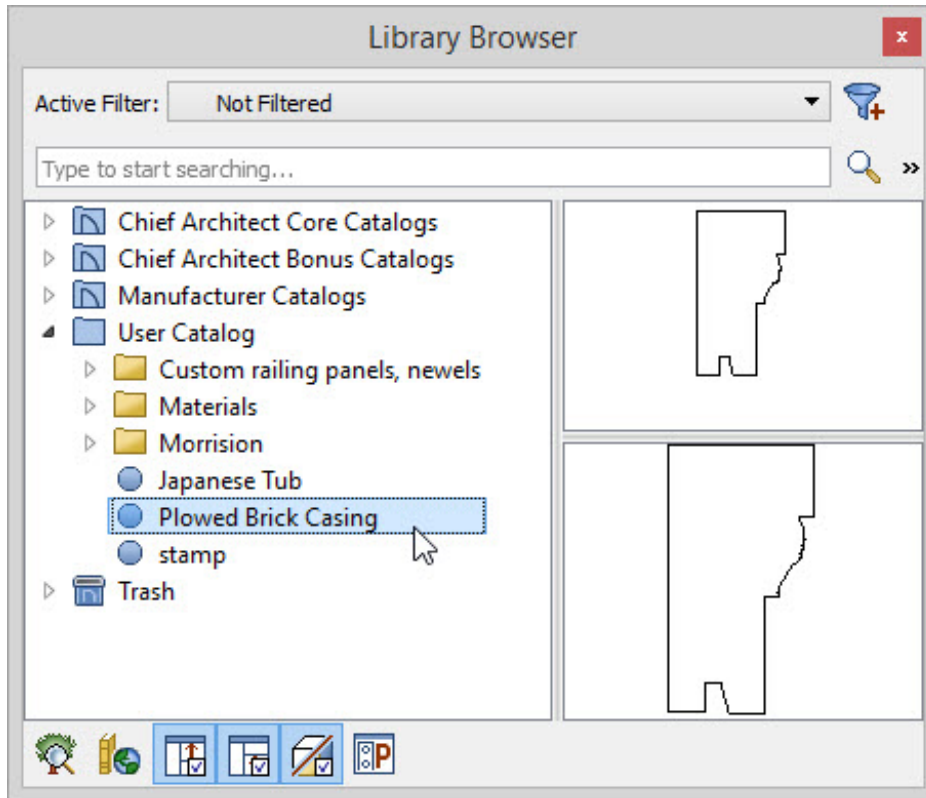 Library Browser
x
Active Filter: Not Filtered
Type to start searching...
»
Chief Architect Core Catalogs
Chief Architect Bonus Catalogs
Manufacturer Catalogs
User Catalog
Custom railing panels, newels
Materials
Morrision
Japanese Tub
Plowed Brick Casing
stamp
Trash
P